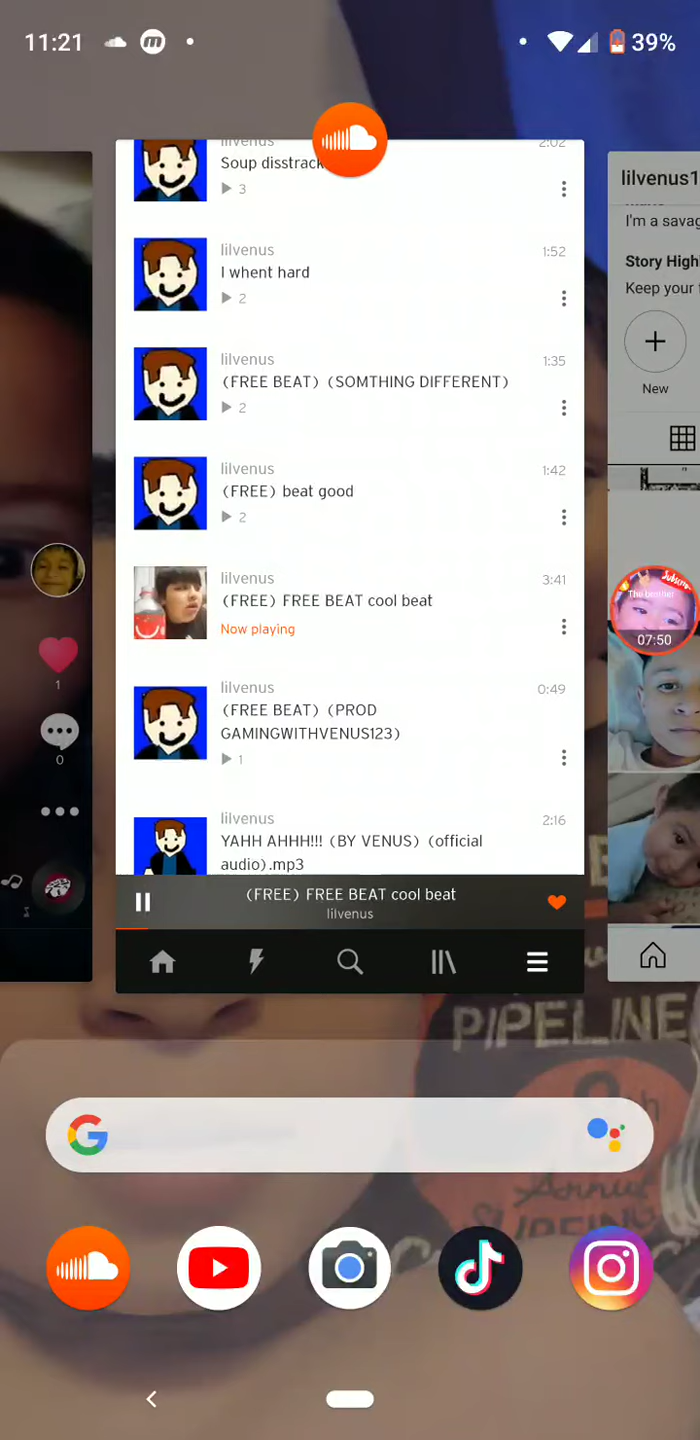 11:21
39%
lilvenus
2:02
Soup disstrack
3
lilvenus
1:52
I whent hard
2
lilvenus
1:35
(FREE BEAT) (SOMTHING DIFFERENT)
2
lilvenus
1:42
(FREE) beat good
2
lilvenus
3:41
(FREE) FREE BEAT cool beat
Now playing
lilvenus
0:49
(FREE BEAT) (PROD
GAMINGWITHVENUS123)
1
lilvenus
2:16
YAHH AHHH!!! (BY VENUS) (official
audio).mp3
(FREE) FREE BEAT cool beat
lilvenus
1
0
lilvenus1
I'm a savag
Story High
Keep your
New
07:50
PIPELINE